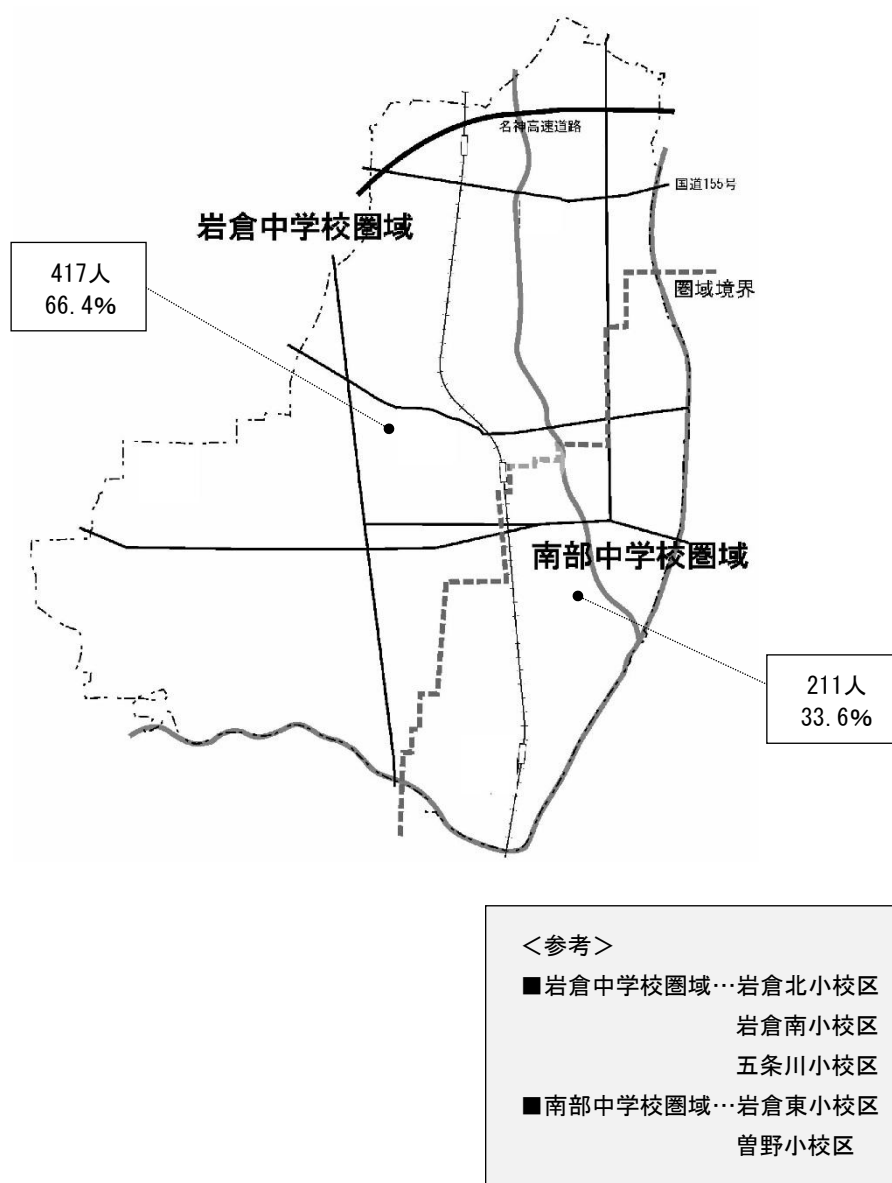 名神高速道路
国道155号
岩倉中学校圏域
417人
66.4%
圏域境界
南部中学校圏域
211人
33.6%
＜参考＞
■岩倉中学校圏域…岩倉北小校区
岩倉南小校区
五条川小校区
■南部中学校圏域…岩倉東小校区
曽野小校区